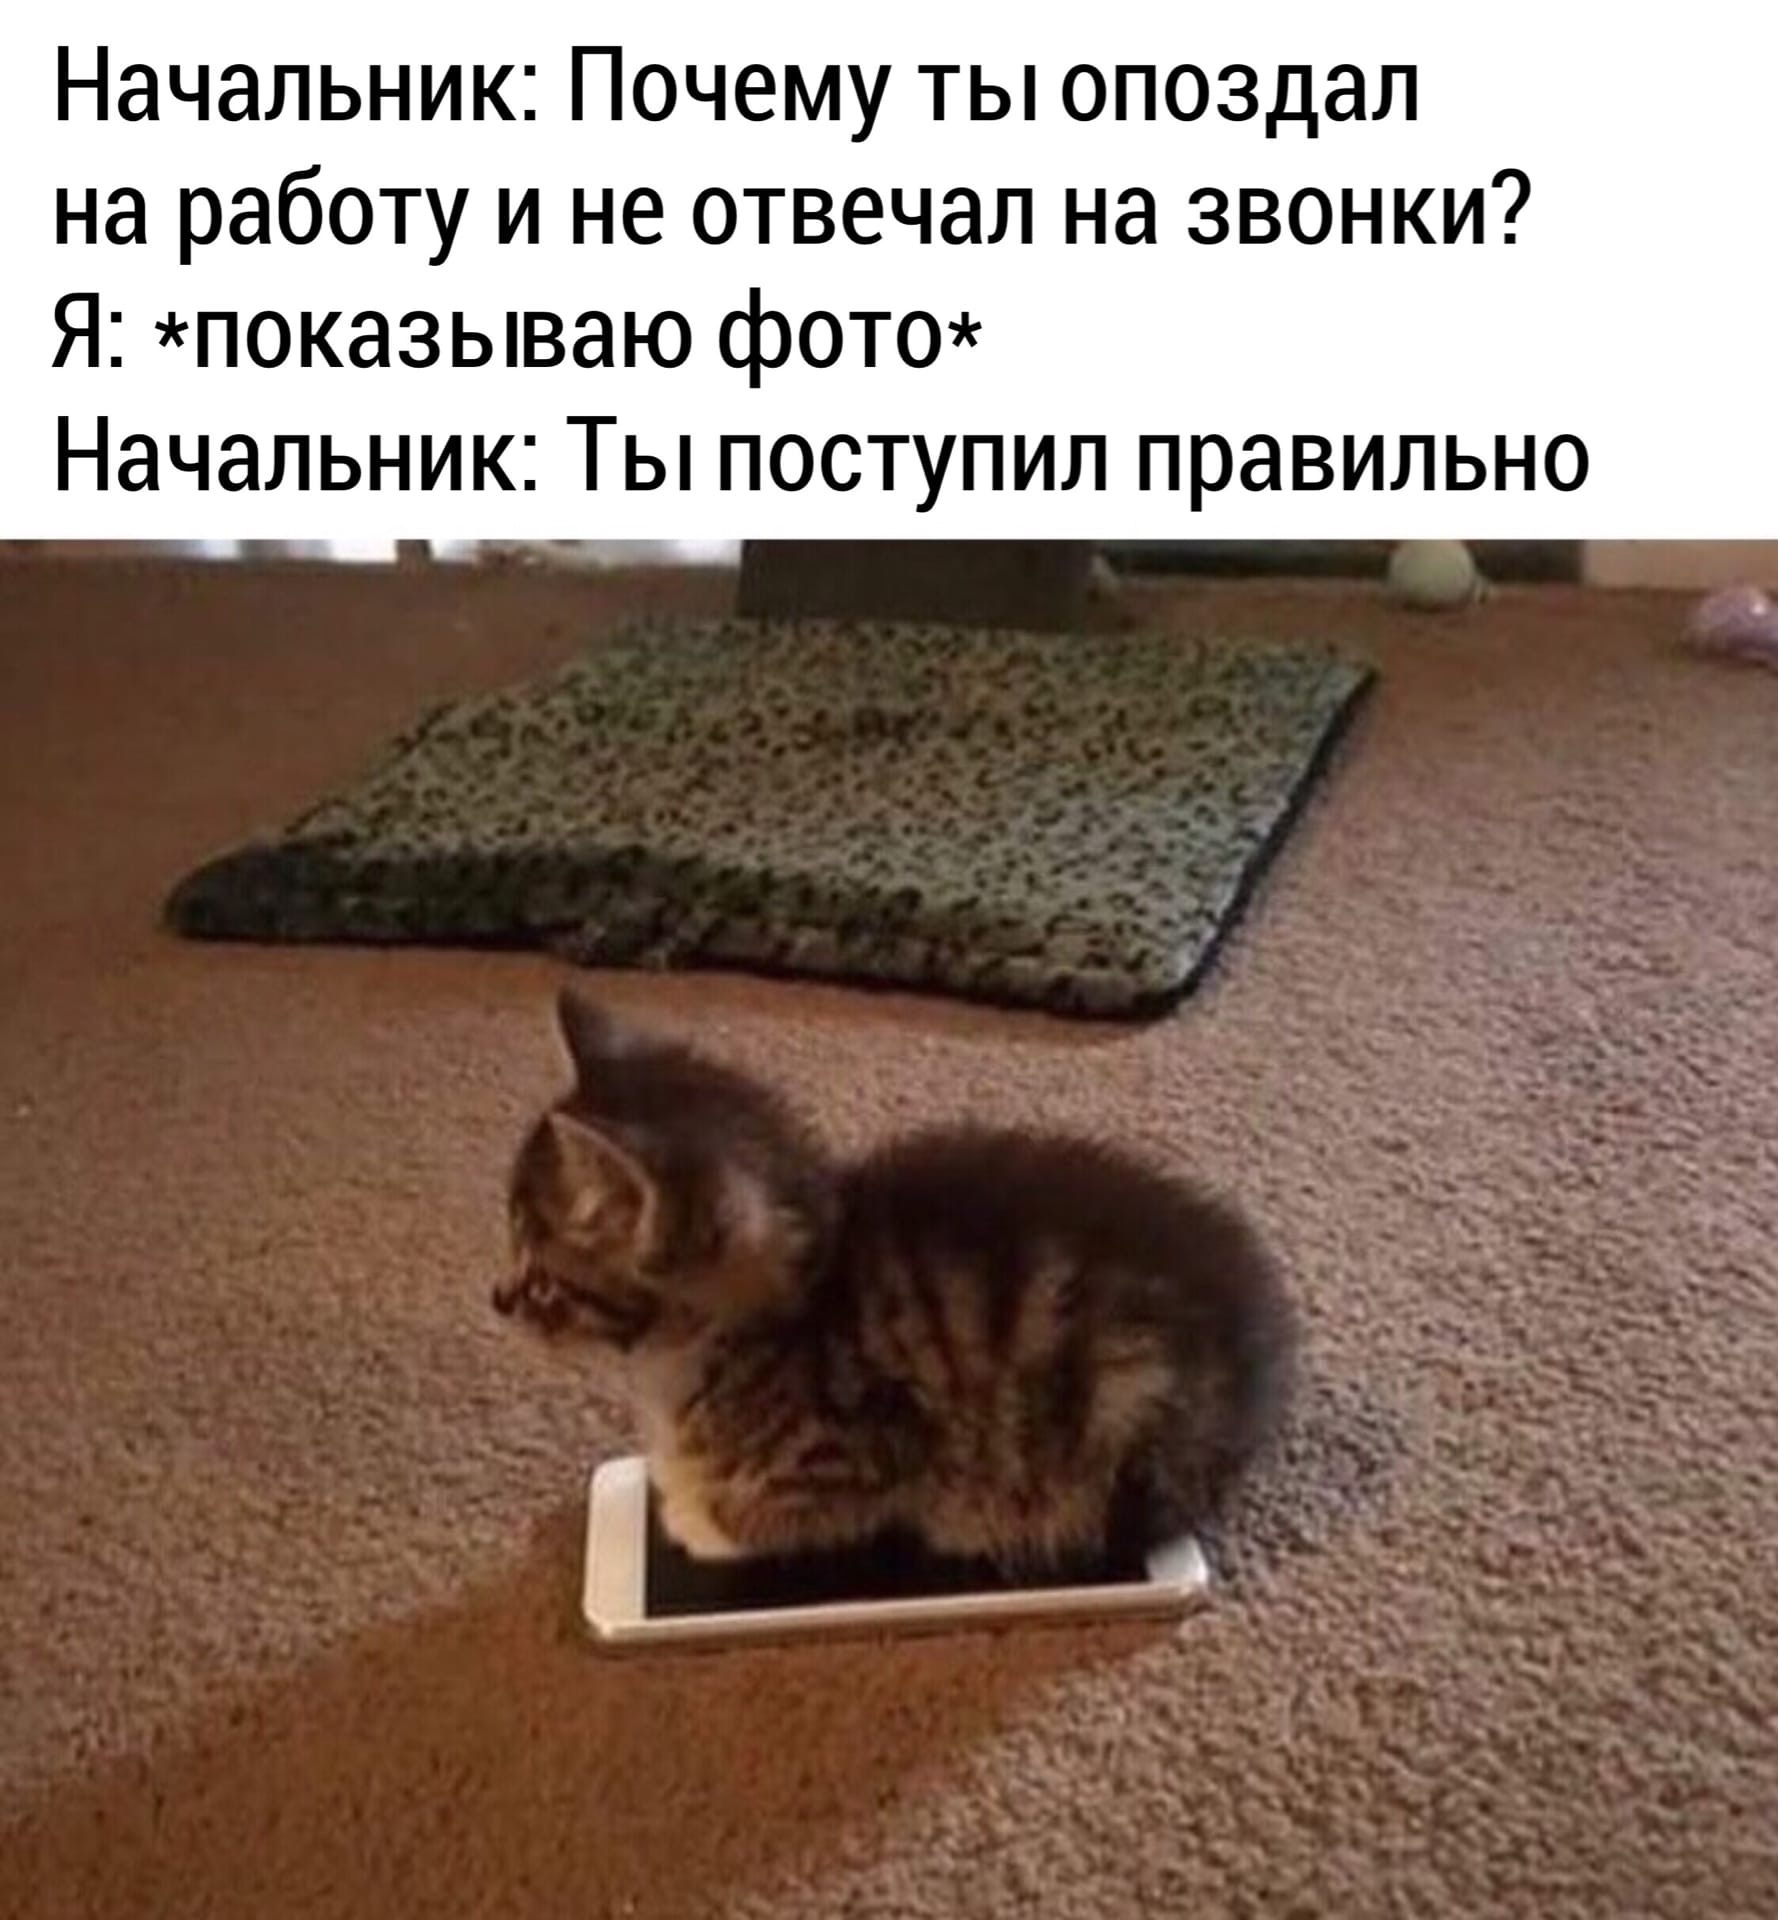 Начальник: Почему ты опоздал
на работу и не отвечал на звонки?
Я: *показываю фото*
Начальник: Ты поступил правильно